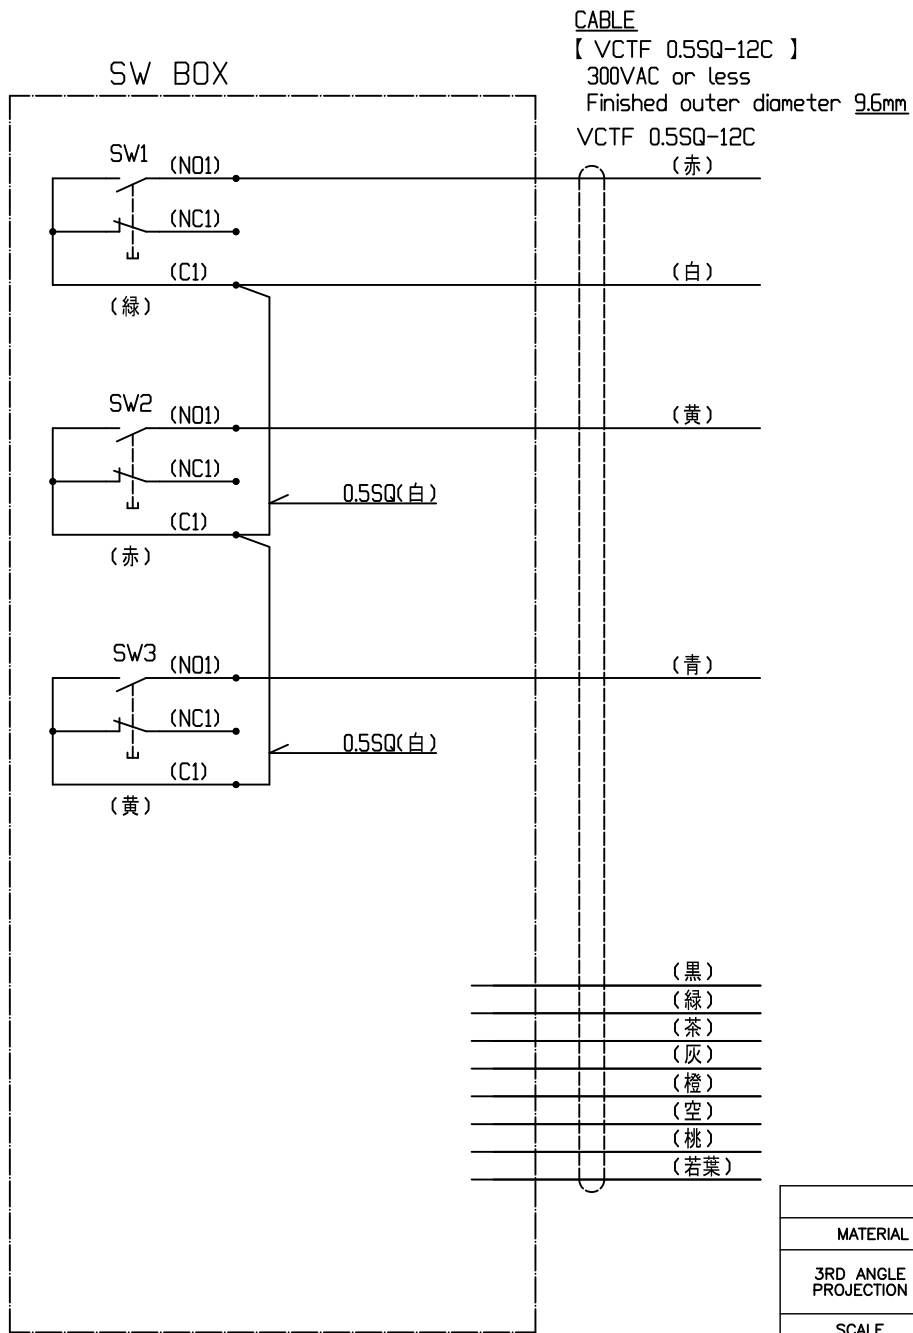 CABLE
【 VCTF 0.5SQ-12C 】
300VAC or less
Finished outer diameter 9.6mm
SW BOX
VCTF 0.5SQ-12C
SW1
(NO1)
(赤)
(NC1)
(C1)
(白)
(緑)
SW2
(NO1)
(黄)
(NC1)
0.5SQ(白)
(C1)
(赤)
SW3
(NO1)
(青)
(NC1)
0.5SQ(白)
(C1)
(黄)
(黒)
(緑)
(茶)
(灰)
(橙)
(空)
(桃)
(若葉)
MATERIAL
3RD ANGLE
PROJECTION
SCALE